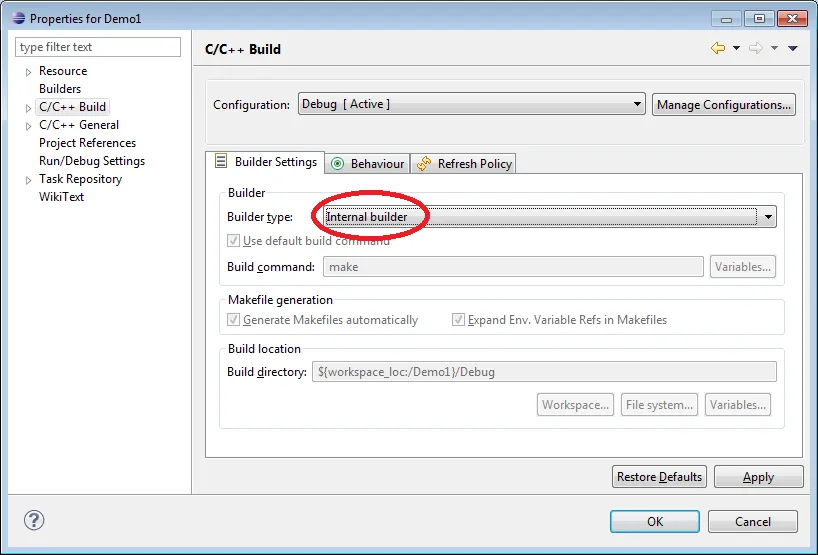 Properties for Demo1
type filter text
Resource
Builders
C/C++ Build
C/C++ General
Project References
Run/Debug Settings
Task Repository
WikiText
C/C++ Build
Configuration: Debug [ Active ] Manage Configurations...
Builder Settings Behaviour Refresh Policy
Builder
Builder type: Internal builder
Use default build command
Build command: make Variables...
Makefile generation
Generate Makefiles automatically Expand Env. Variable Refs in Makefiles
Build location
Build directory: ${workspace_loc:/Demo1}/Debug
Workspace... File system... Variables...
Restore Defaults Apply
OK Cancel